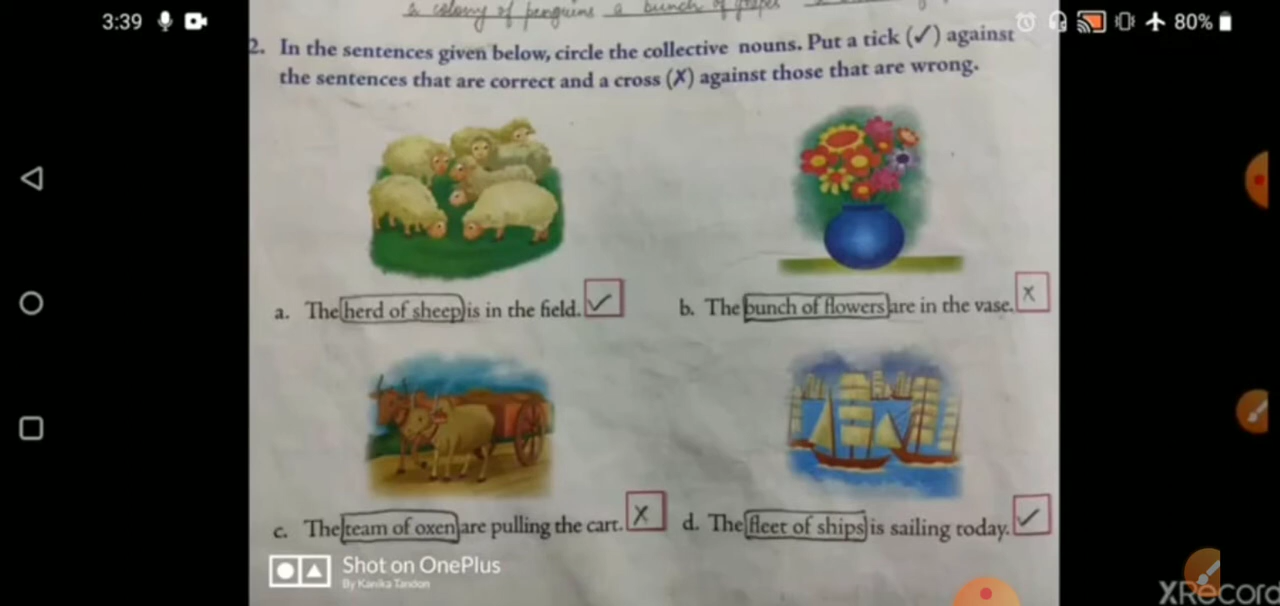 3:39
80%
a colony of penguins a bunch of grapes
2. In the sentences given below, circle the collective nouns. Put a tick (✓) against
the sentences that are correct and a cross (✗) against those that are wrong.
a. The herd of sheep is in the field. ✓
b. The bunch of flowers are in the vase. X
c. The team of oxen are pulling the cart. X
d. The fleet of ships is sailing today. ✓
Shot on OnePlus
By Kanika Tandon
XRecord